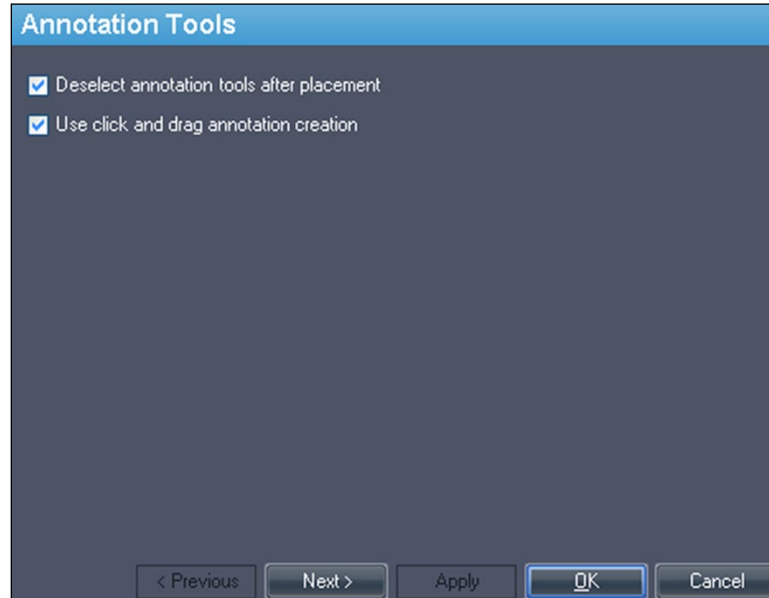 Annotation Tools
Deselect annotation tools after placement
Use click and drag annotation creation
< Previous Next > Apply OK Cancel